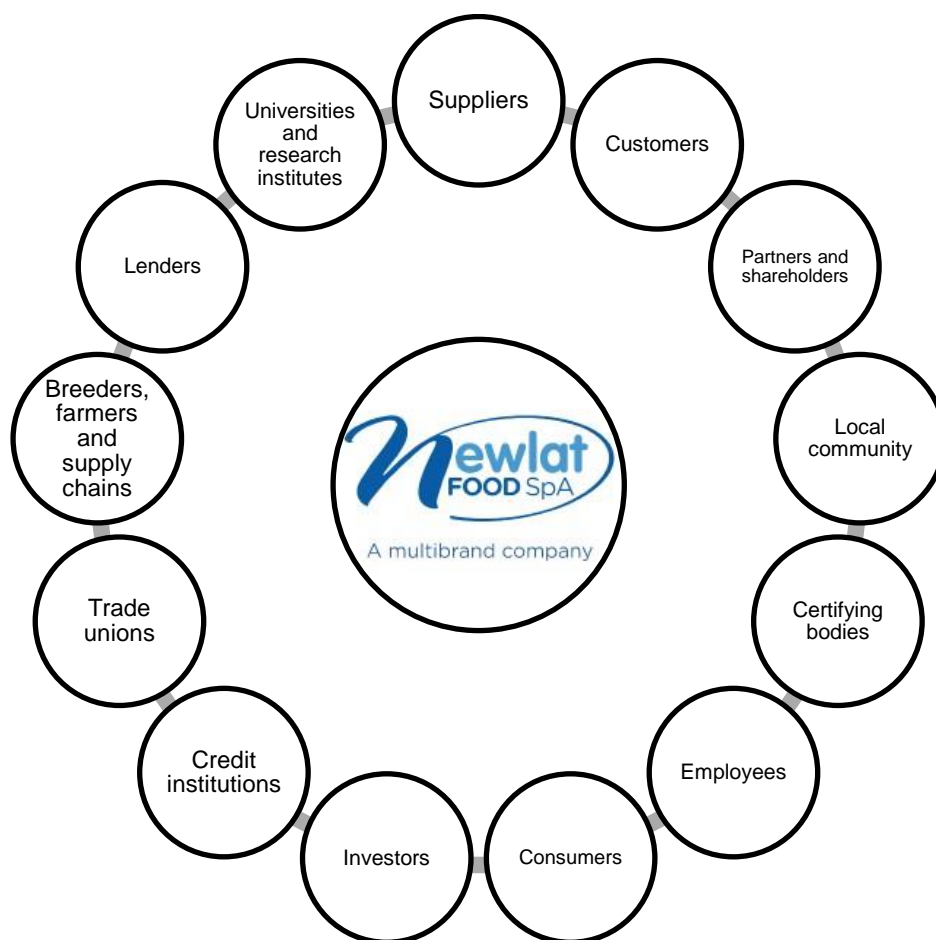 Suppliers
Customers
Partners and
shareholders
Local
community
Certifying
bodies
Employees
Consumers
Investors
Credit
institutions
Trade
unions
Breeders,
farmers
and
supply
chains
Lenders
Universities
and
research
institutes
Newlat
FOOD SpA
A multibrand company